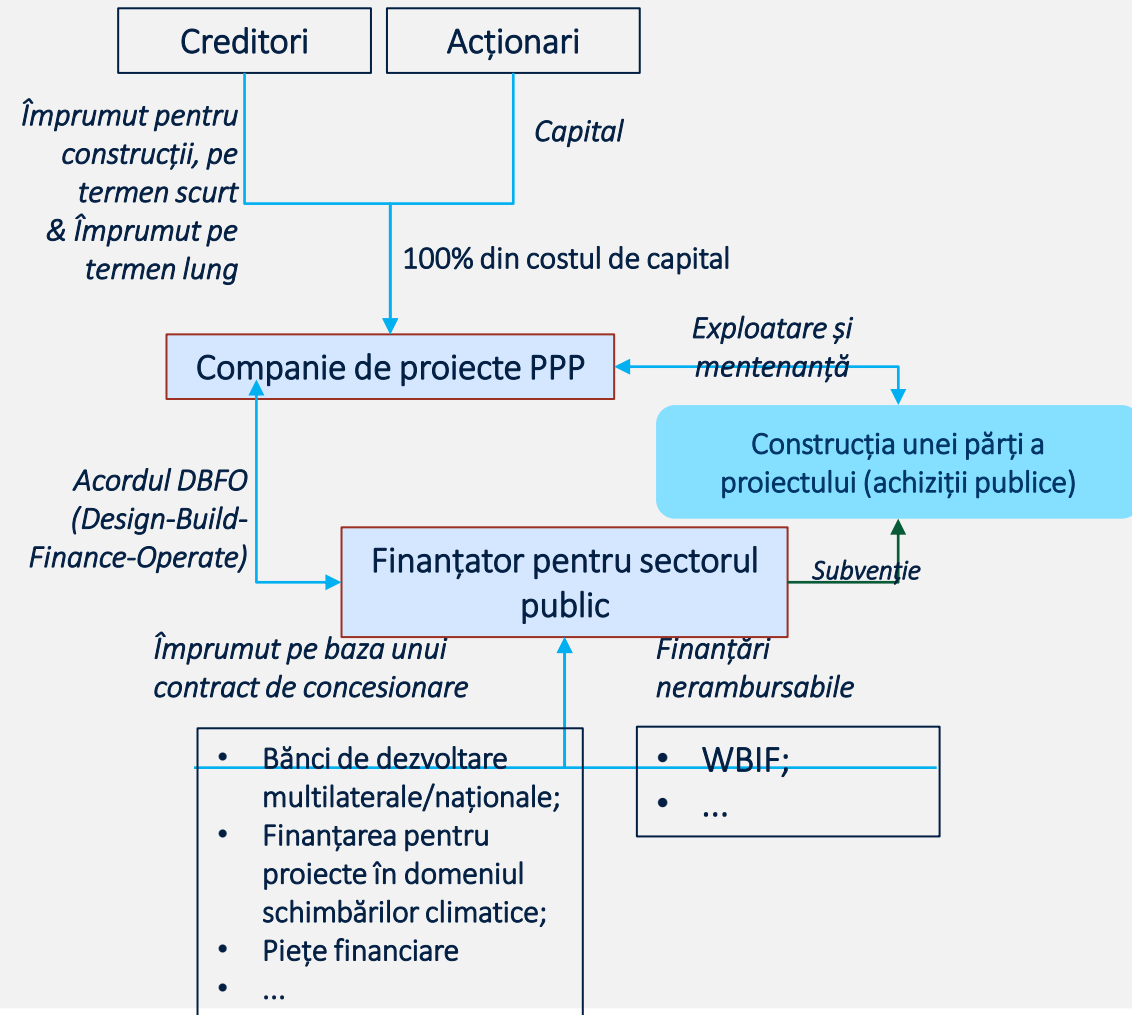 Creditori
Acționari
Împrumut pentru
construcții, pe
termen scurt
& Împrumut pe
termen lung
Capital
100% din costul de capital
Exploatare și
mentenanță
Companie de proiecte PPP
Construcția unei părți a
proiectului (achiziții publice)
Acordul DBFO
(Design-Build-
Finance-Operate)
Finanțator pentru sectorul
public
Subvenție
Împrumut pe baza unui
contract de concesionare
Finanțări
nerambursabile
• Bănci de dezvoltare
multilaterale/naționale;
• Finanțarea pentru
proiecte în domeniul
schimbărilor climatice;
• Piețe financiare
• ...
• WBIF;
• ...